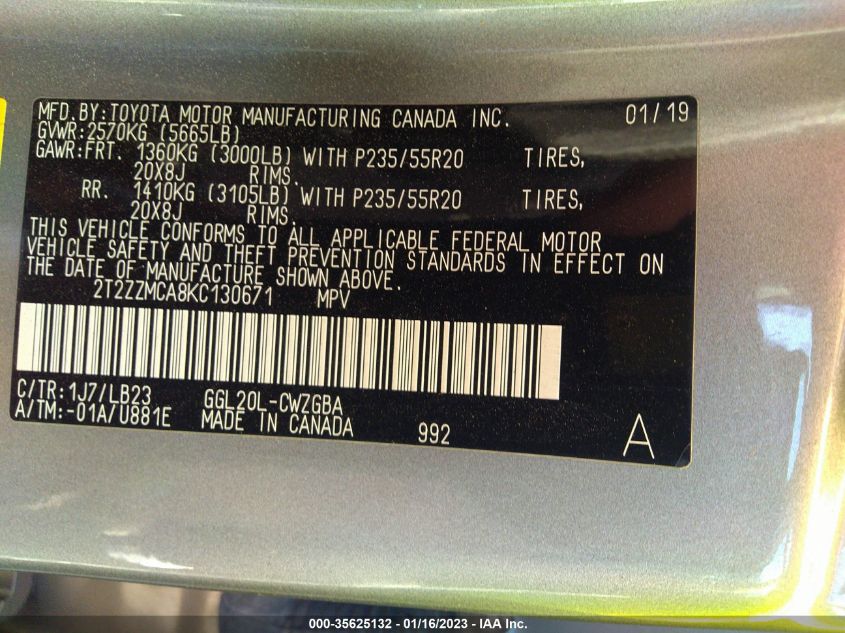 MFD.BY:TOYOTA MOTOR MANUFACTURING CANADA INC. 01/19
GVWR:2570KG (5665LB)
GAWR:FRT. 1360KG (3000LB) WITH P235/55R20 TIRES,
20X8J RIMS.
RR. 1410KG (3105LB) WITH P235/55R20 TIRES,
20X8J RIMS.
THIS VEHICLE CONFORMS TO ALL APPLICABLE FEDERAL MOTOR
VEHICLE SAFETY AND THEFT PREVENTION STANDARDS IN EFFECT ON
THE DATE OF MANUFACTURE SHOWN ABOVE.
2T2ZZMCA8KC130671 MPV
C/TR:1J7/LB23 GGL20L-CWZGBA
A/TM:-01A/U881E MADE IN CANADA 992 A
000-35625132 - 01/16/2023 - IAA Inc.